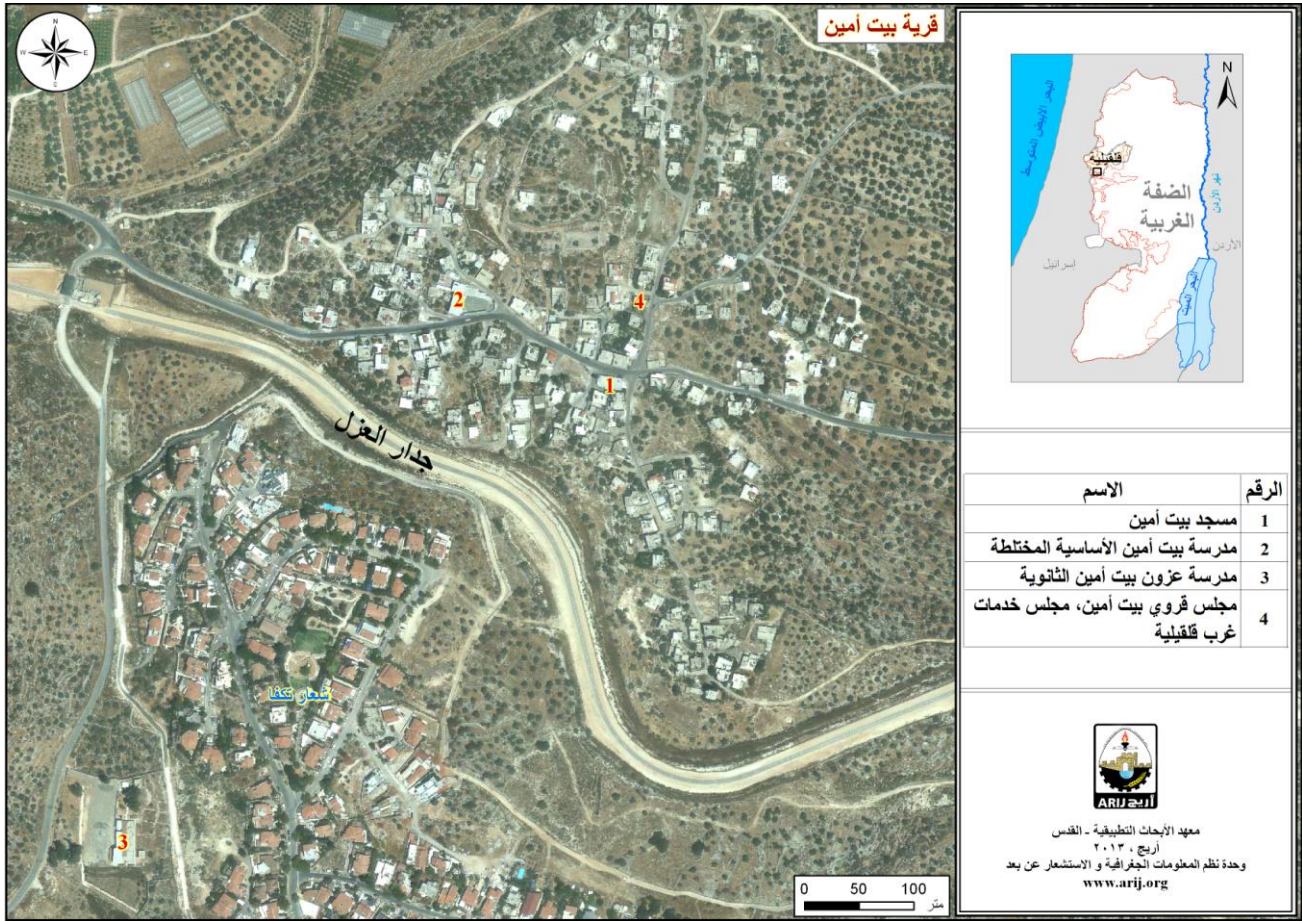 قرية بيت أمين
N
W
E
S
2
4
1
جدار العزل
شعار تكفا
3
0 50 100
متر
N
البحر الابيض المتوسط
قلقيلية
الضفة
الغربية
نهر الاردن
الأردن
اسرائيل
البحر الميت
الرقم الاسم
1 مسجد بيت أمين
2 مدرسة بيت أمين الأساسية المختلطة
3 مدرسة عزون بيت أمين الثانوية
4 مجلس قروي بيت أمين، مجلس خدمات
غرب قلقيلية
ARIJ أريج
معهد الأبحاث التطبيقية - القدس
أريج ، ٢٠١٣
وحدة نظم المعلومات الجغرافية و الاستشعار عن بعد
www.arij.org